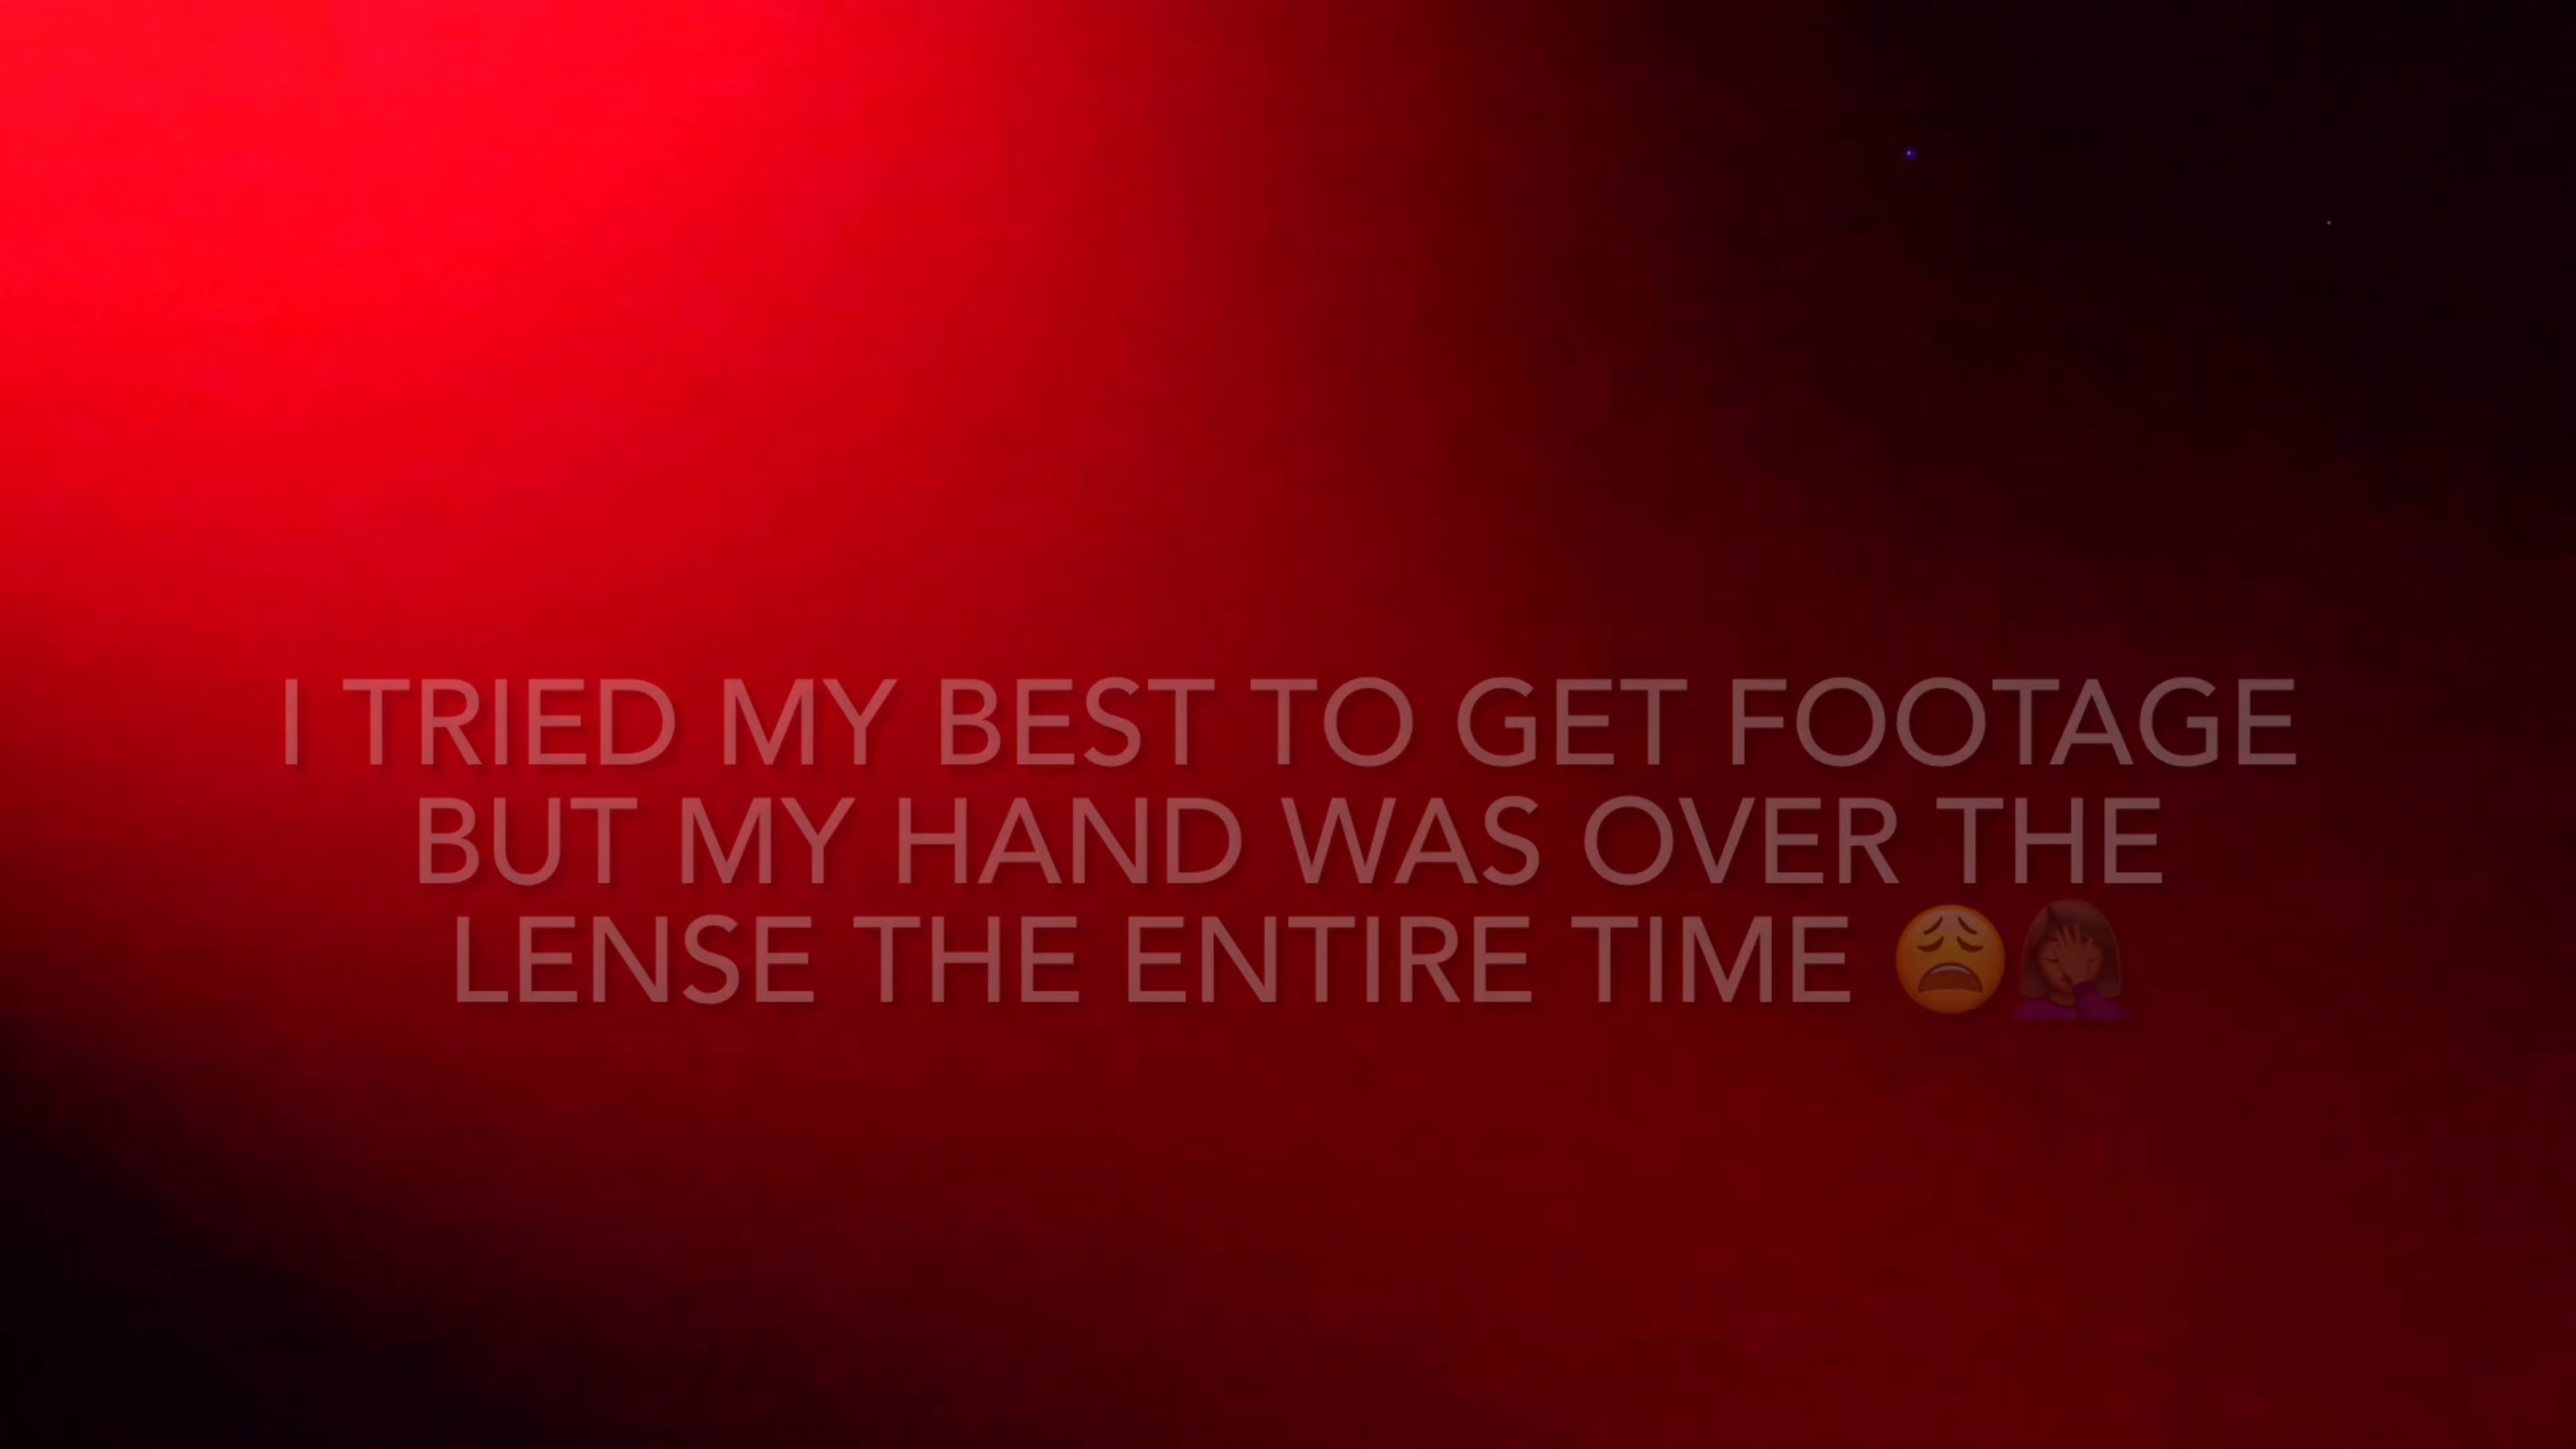 I TRIED MY BEST TO GET FOOTAGE
BUT MY HAND WAS OVER THE
LENSE THE ENTIRE TIME 😩🤦🏽‍♀️